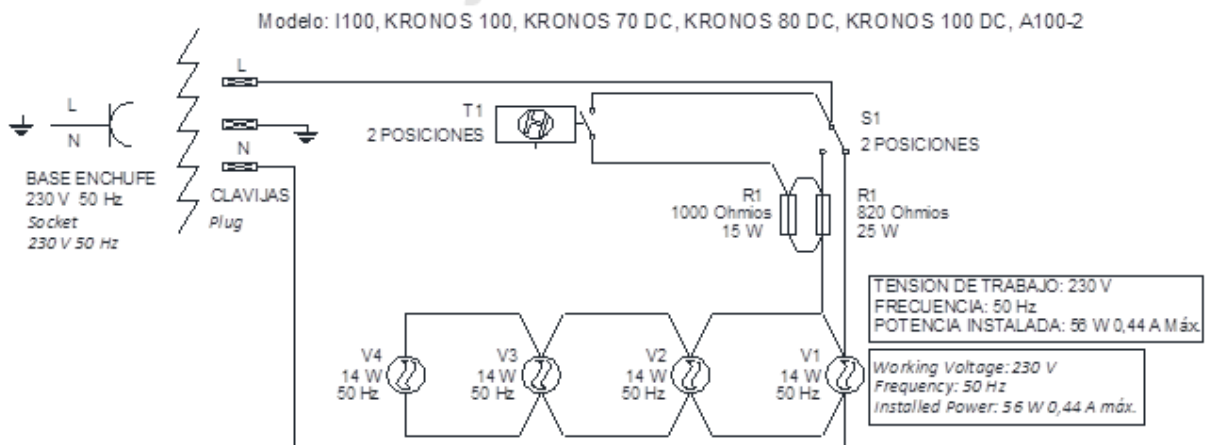 Modelo: I100, KRONOS 100, KRONOS 70 DC, KRONOS 80 DC, KRONOS 100 DC, A100-2
L
N
BASE ENCHUFE
230 V 50 Hz
Socket
230 V 50 Hz
L
N
CLAVIJAS
Plug
T1
2 POSICIONES
S1
2 POSICIONES
R1
1000 Ohmios
15 W
R1
820 Ohmios
25 W
TENSION DE TRABAJO: 230 V
FRECUENCIA: 50 Hz
POTENCIA INSTALADA: 56 W 0,44 A Máx.
V4
14 W
50 Hz
V3
14 W
50 Hz
V2
14 W
50 Hz
V1
14 W
50 Hz
Working Voltage: 230 V
Frequency: 50 Hz
Installed Power: 56 W 0,44 A máx.